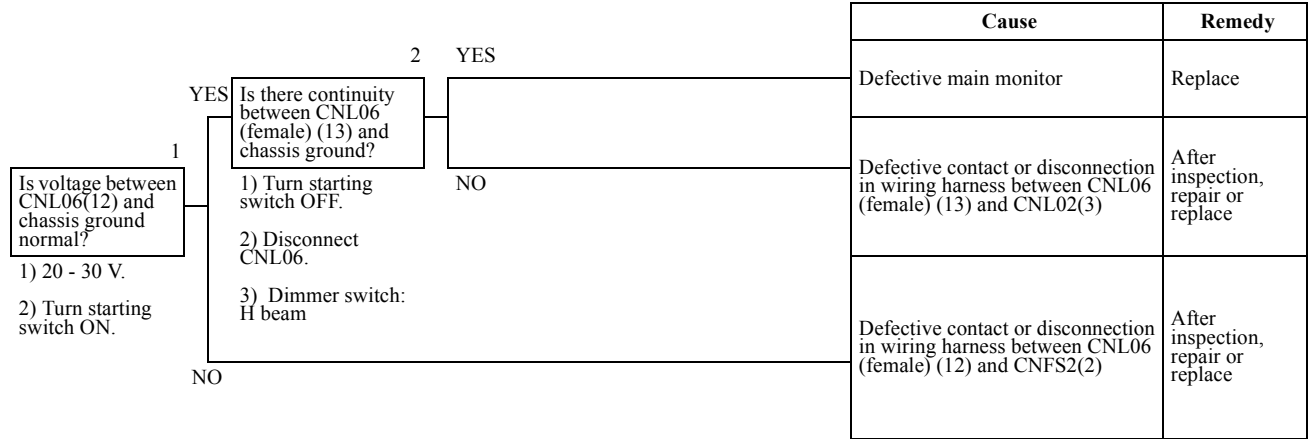 Cause
Remedy
2
YES
YES
Is there continuity
between CNL06
(female) (13) and
chassis ground?
Defective main monitor
Replace
1
Is voltage between
CNL06(12) and
chassis ground
normal?
1) 20 - 30 V.
2) Turn starting
switch ON.
1) Turn starting
switch OFF.
2) Disconnect
CNL06.
3) Dimmer switch:
H beam
NO
Defective contact or disconnection
in wiring harness between CNL06
(female) (13) and CNL02(3)
After
inspection,
repair or
replace
NO
Defective contact or disconnection
in wiring harness between CNL06
(female) (12) and CNFS2(2)
After
inspection,
repair or
replace